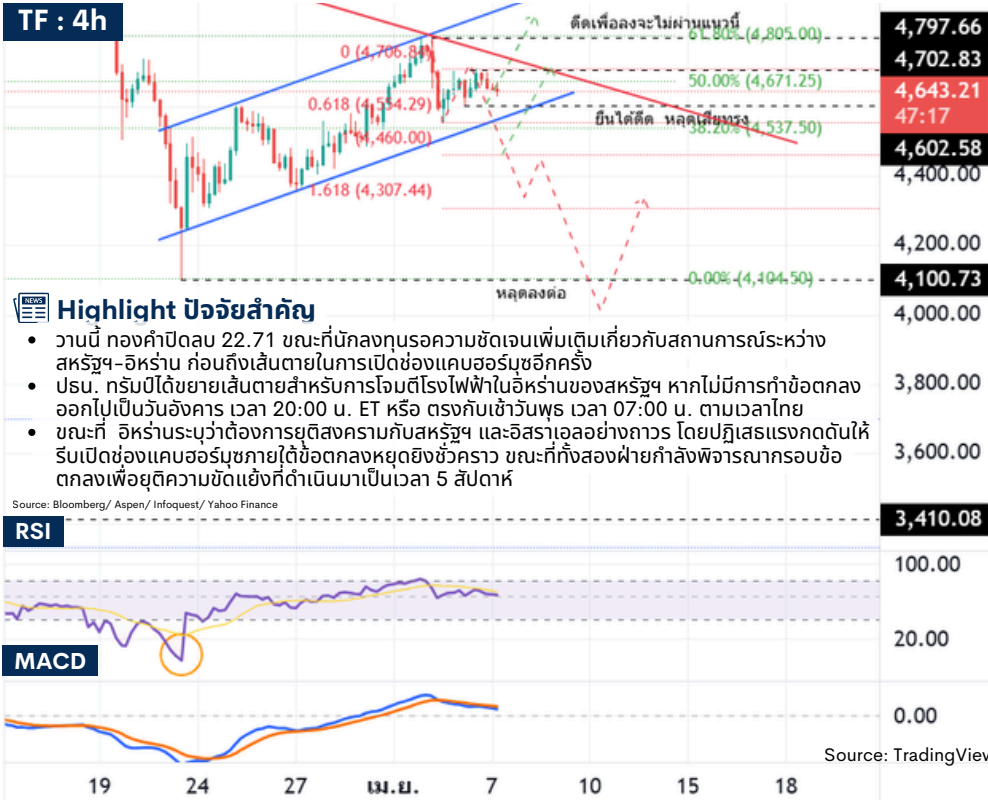 TF : 4h
ดีดเพื่อลงจะไม่ผ่านแนวนี้
61.80% (4,805.00)
0 (4,706.84)
50.00% (4,671.25)
0.618 (4,554.29)
ยืนได้ดีด หลุดเสียทรง
38.20% (4,537.50)
(4,460.00)
1.618 (4,307.44)
0.00% (4,104.50)
หลุดลงต่อ
4,797.66
4,702.83
4,643.21
47:17
4,602.58
4,400.00
4,200.00
4,100.73
4,000.00
3,800.00
3,600.00
3,410.08
NEWS
Highlight ปัจจัยสำคัญ
• วานนี้ ทองคำปิดลบ 22.71 ขณะที่นักลงทุนรอความชัดเจนเพิ่มเติมเกี่ยวกับสถานการณ์ระหว่าง
สหรัฐฯ-อิหร่าน ก่อนถึงเส้นตายในการเปิดช่องแคบฮอร์มุซอีกครั้ง
• ปธน. ทรัมป์ได้ขยายเส้นตายสำหรับการโจมตีโรงไฟฟ้าในอิหร่านของสหรัฐฯ หากไม่มีการทำข้อตกลง
ออกไปเป็นวันอังคาร เวลา 20:00 น. ET หรือ ตรงกับเช้าวันพุธ เวลา 07:00 น. ตามเวลาไทย
• ขณะที่ อิหร่านระบุว่าต้องการยุติสงครามกับสหรัฐฯ และอิสราเอลอย่างถาวร โดยปฏิเสธแรงกดดันให้
รีบเปิดช่องแคบฮอร์มุซภายใต้ข้อตกลงหยุดยิงชั่วคราว ขณะที่ทั้งสองฝ่ายกำลังพิจารณากรอบข้อ
ตกลงเพื่อยุติความขัดแย้งที่ดำเนินมาเป็นเวลา 5 สัปดาห์
Source: Bloomberg/ Aspen/ Infoquest/ Yahoo Finance
RSI
100.00
20.00
MACD
0.00
Source: TradingView
19 24 27 เม.ย. 7 10 15 18